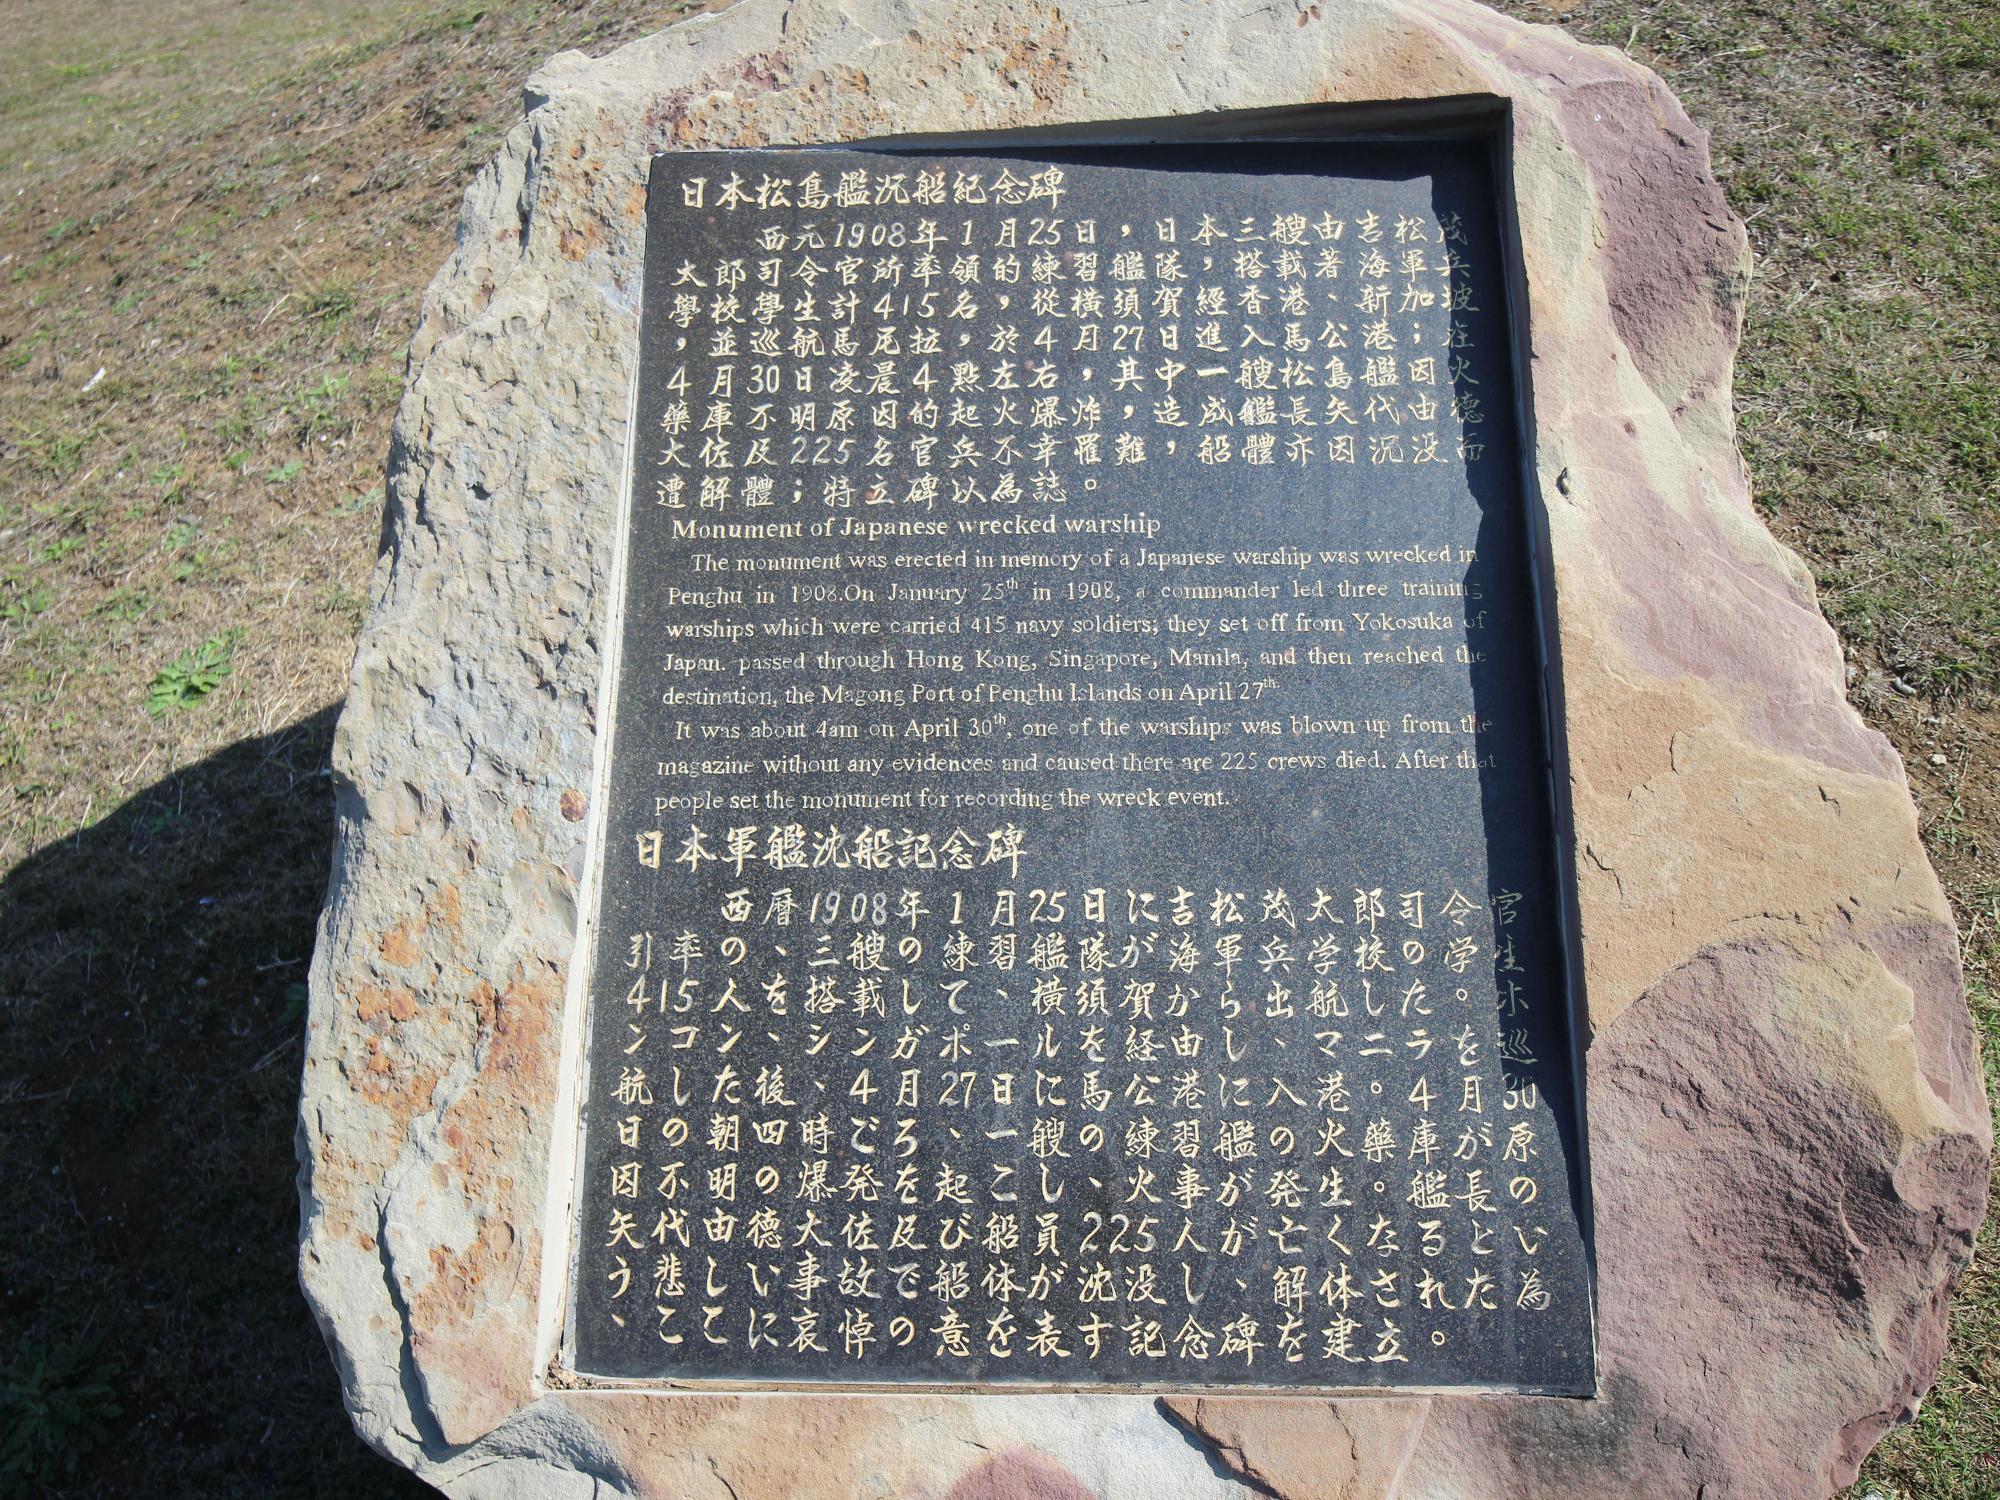 日本松島艦沉船紀念碑
西元1908年1月25日，日本三艘由吉松茂
太郎司令官所率領的練習艦隊，搭載著海軍兵
學校學生計415名，從橫須賀經香港、新加坡
，並巡航馬尼拉，於4月27日進入馬公港；在
4月30日凌晨4點左右，其中一艘松島艦因火
藥庫不明原因的起火爆炸，造成艦長矢代由德
大佐及225名官兵不幸罹難，船體亦因沉没而
遭解體；特立碑以為誌。
Monument of Japanese wrecked warship
The monument was erected in memory of a Japanese warship was wrecked in
Penghu in 1908.On January 25th in 1908, a commander led three training
warships which were carried 415 navy soldiers; they set off from Yokosuka of
Japan. passed through Hong Kong, Singapore, Manila, and then reached the
destination, the Magong Port of Penghu Islands on April 27th.
It was about 4am on April 30th, one of the warships was blown up from the
magazine without any evidences and caused there are 225 crews died. After that
people set the monument for recording the wreck event.
日本軍艦沈船記念碑
西暦1908年1月25日に吉松茂太郎司令官
引率の、三艘の練習艦隊が海軍兵学校の学生
415人を搭載して、横須賀から出航した。ホ
ンコン、シンガポールを経由し、マニラを巡
航した後、4月27日に馬公港に入港。4月30
日の朝四時ごろ、一艘の練習艦の火薬庫が原
因不明の爆発を起こし、火事が発生。艦長の
矢代由徳大佐及び船員225人が亡くなるとい
う悲しい事故で船体が沈没し、解体された為
、ここに哀悼の意を表す記念碑を建立。